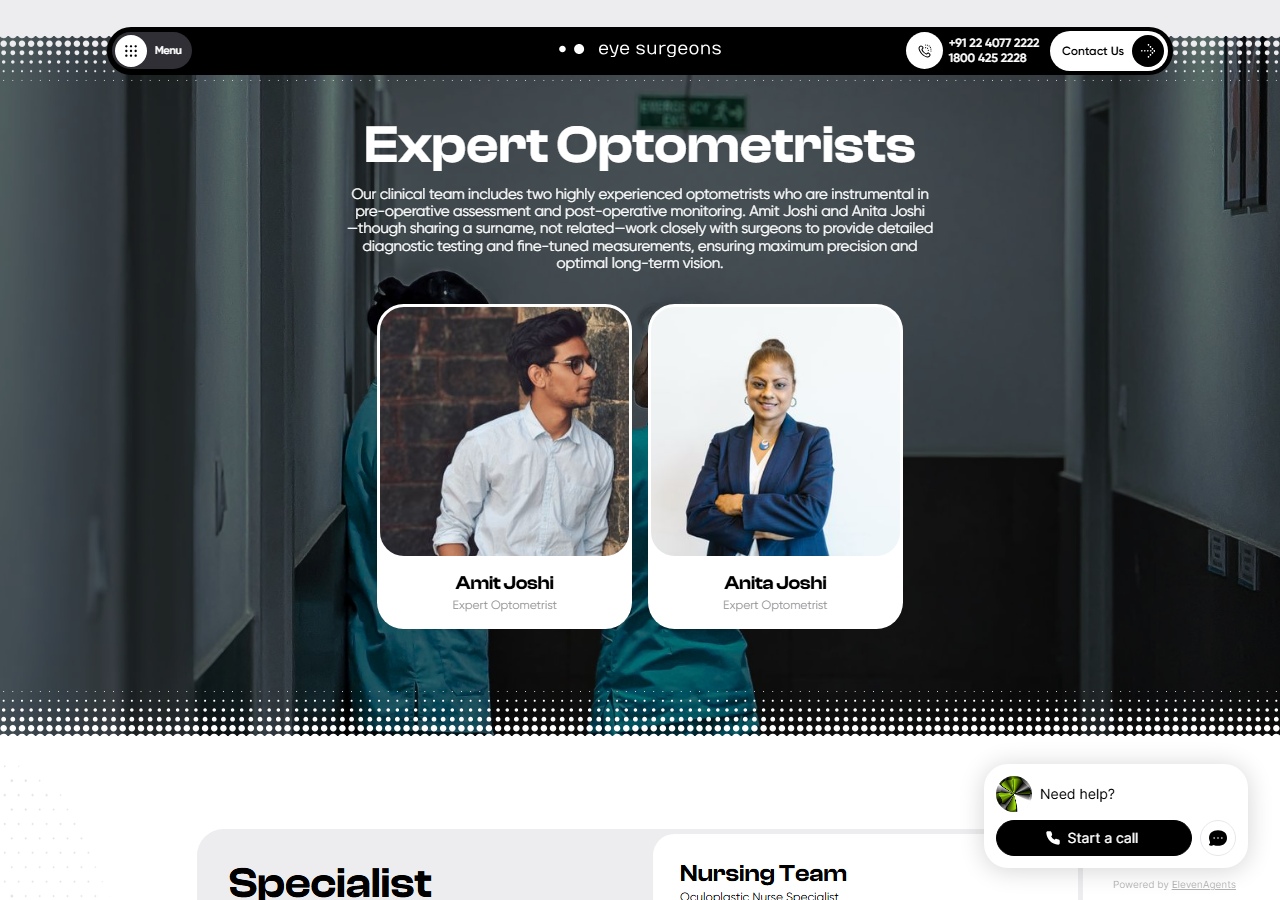 Menu
eye surgeons
+91 22 4077 2222
1800 425 2228
Contact Us
EMERGENCY
EXIT
Expert Optometrists
Our clinical team includes two highly experienced optometrists who are instrumental in
pre-operative assessment and post-operative monitoring. Amit Joshi and Anita Joshi
—though sharing a surname, not related—work closely with surgeons to provide detailed
diagnostic testing and fine-tuned measurements, ensuring maximum precision and
optimal long-term vision.
Amit Joshi
Expert Optometrist
Anita Joshi
Expert Optometrist
Need help?
Start a call
Powered by ElevenAgents
Specialist
Nursing Team
Oculoplastic Nurse Specialist